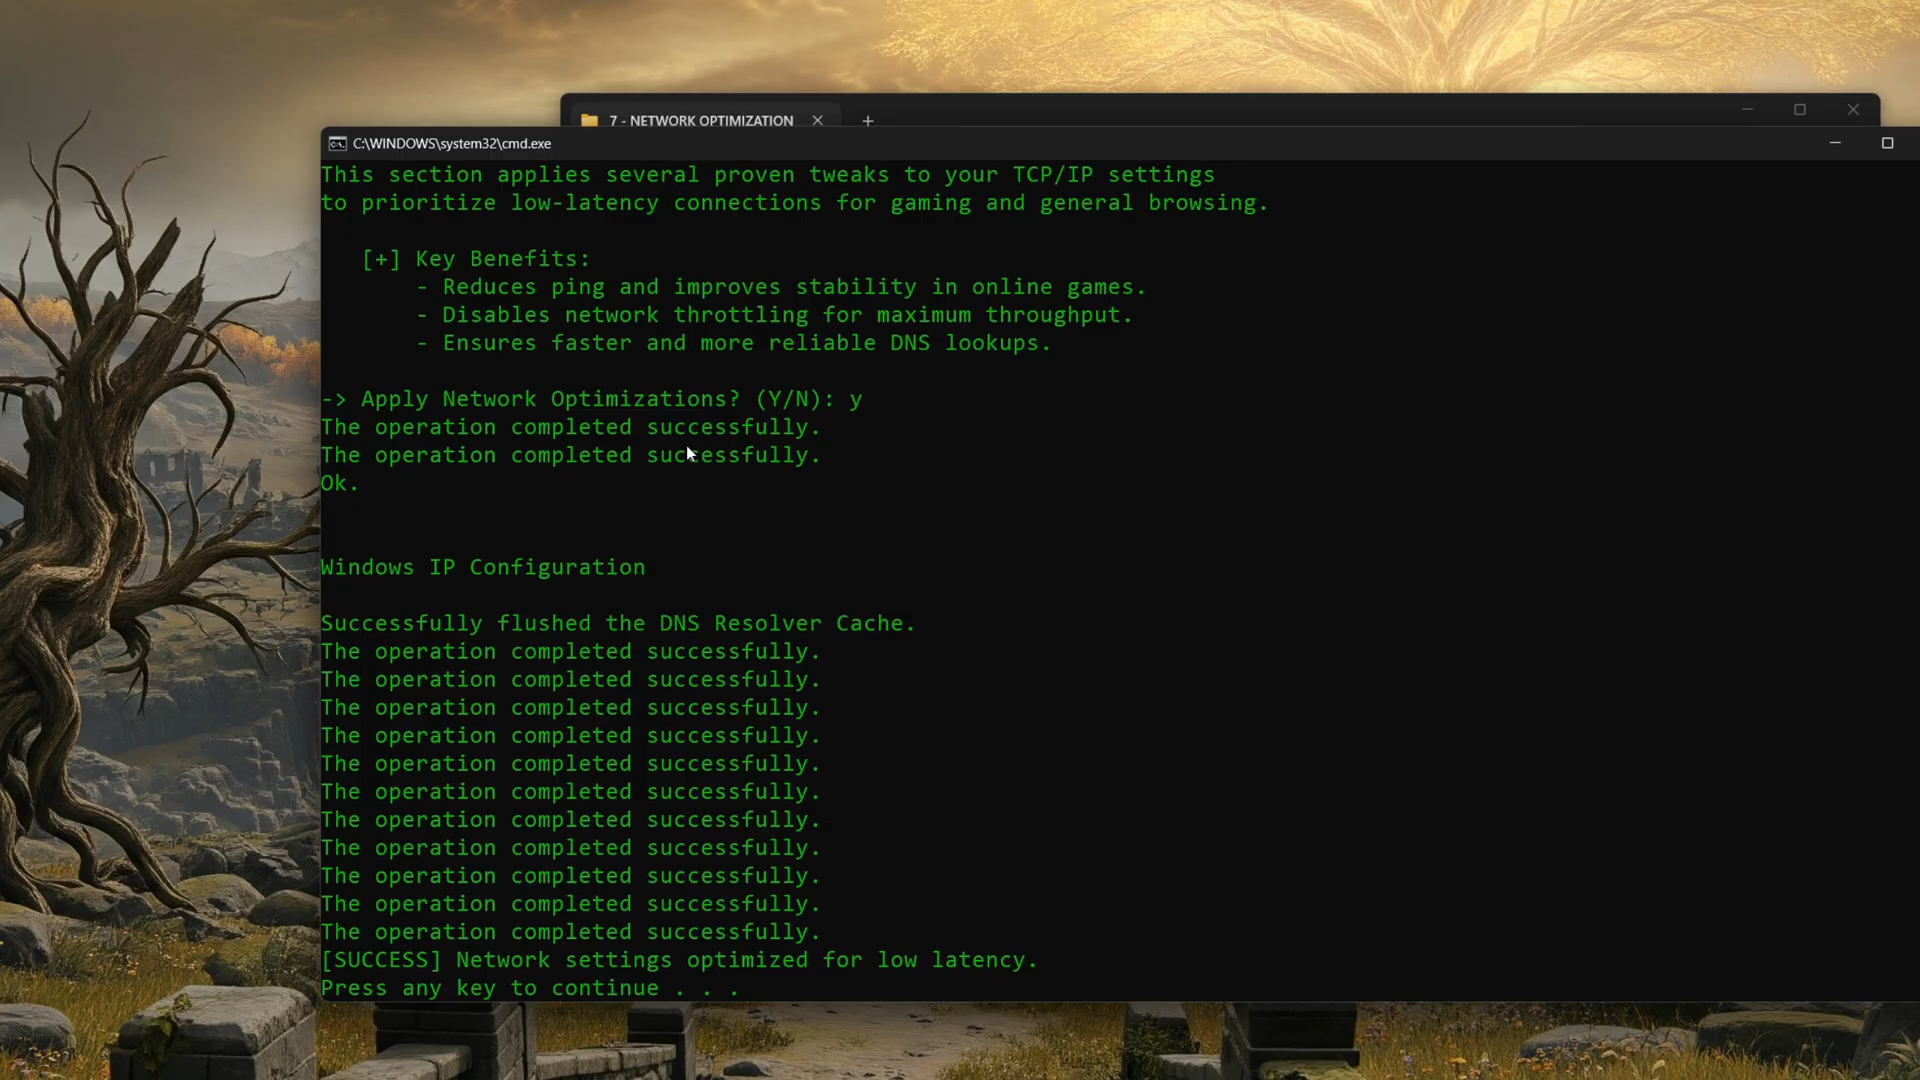 7 - NETWORK OPTIMIZATION
C:\WINDOWS\system32\cmd.exe
This section applies several proven tweaks to your TCP/IP settings
to prioritize low-latency connections for gaming and general browsing.
[+] Key Benefits:
- Reduces ping and improves stability in online games.
- Disables network throttling for maximum throughput.
- Ensures faster and more reliable DNS lookups.
-> Apply Network Optimizations? (Y/N): y
The operation completed successfully.
The operation completed successfully.
Ok.
Windows IP Configuration
Successfully flushed the DNS Resolver Cache.
The operation completed successfully.
The operation completed successfully.
The operation completed successfully.
The operation completed successfully.
The operation completed successfully.
The operation completed successfully.
The operation completed successfully.
The operation completed successfully.
The operation completed successfully.
The operation completed successfully.
The operation completed successfully.
[SUCCESS] Network settings optimized for low latency.
Press any key to continue . . .